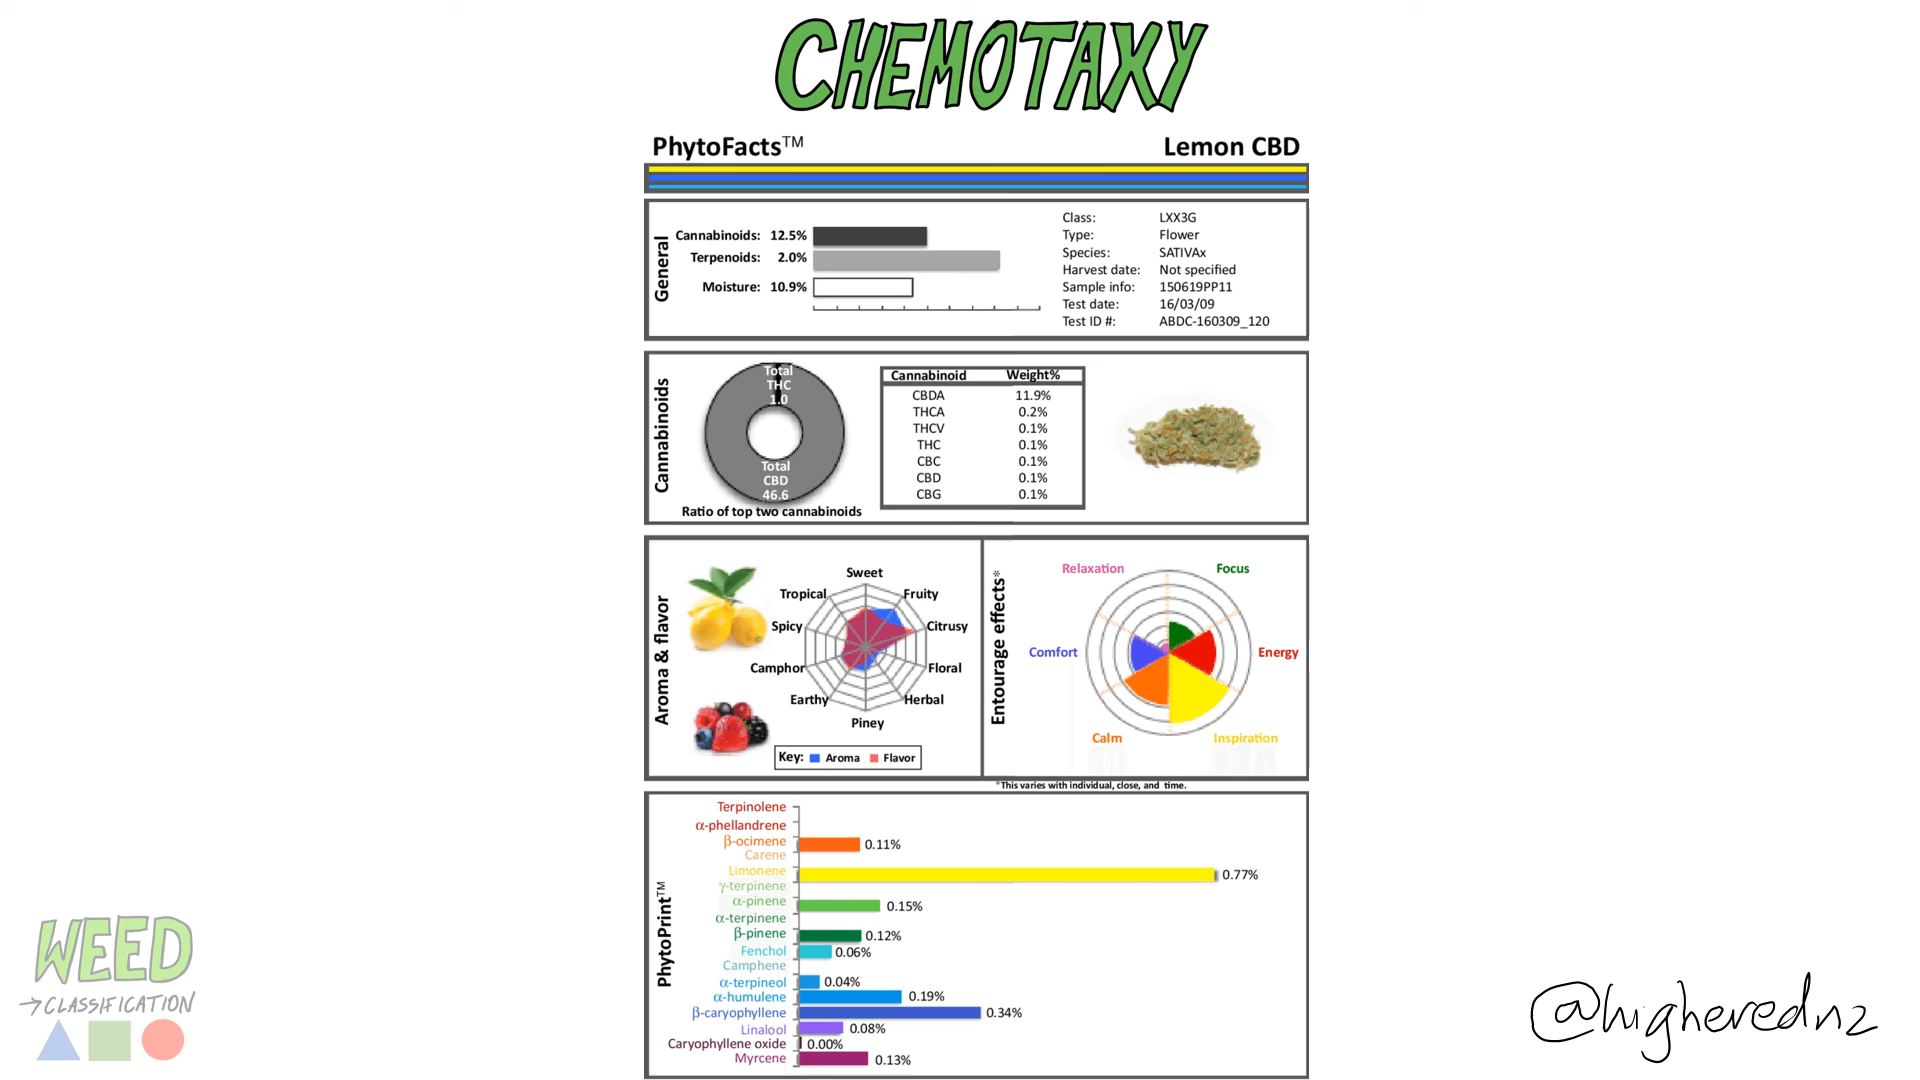 CHEMOTAXY
PhytoFacts™ Lemon CBD
General
Cannabinoids: 12.5%
Terpenoids: 2.0%
Moisture: 10.9%
Class: LXX3G
Type: Flower
Species: SATIVAx
Harvest date: Not specified
Sample info: 150619PP11
Test date: 16/03/09
Test ID #: ABDC-160309_120
Cannabinoids
Total
THC
1.0
Total
CBD
46.6
Ratio of top two cannabinoids
Cannabinoid Weight%
CBDA 11.9%
THCA 0.2%
THCV 0.1%
THC 0.1%
CBC 0.1%
CBD 0.1%
CBG 0.1%
Aroma & flavor
Sweet
Tropical Fruity
Spicy Citrusy
Camphor Floral
Earthy Herbal
Piney
Key: Aroma Flavor
Entourage effects*
Relaxation Focus
Comfort Energy
Calm Inspiration
*This varies with individual, close, and time.
PhytoPrint™
Terpinolene
α-phellandrene
β-ocimene 0.11%
Carene
Limonene 0.77%
γ-terpinene
α-pinene 0.15%
α-terpinene
β-pinene 0.12%
Fenchol 0.06%
Camphene
α-terpineol 0.04%
α-humulene 0.19%
β-caryophyllene 0.34%
Linalool 0.08%
Caryophyllene oxide 0.00%
Myrcene 0.13%
WEED
→CLASSIFICATION
@higherednz